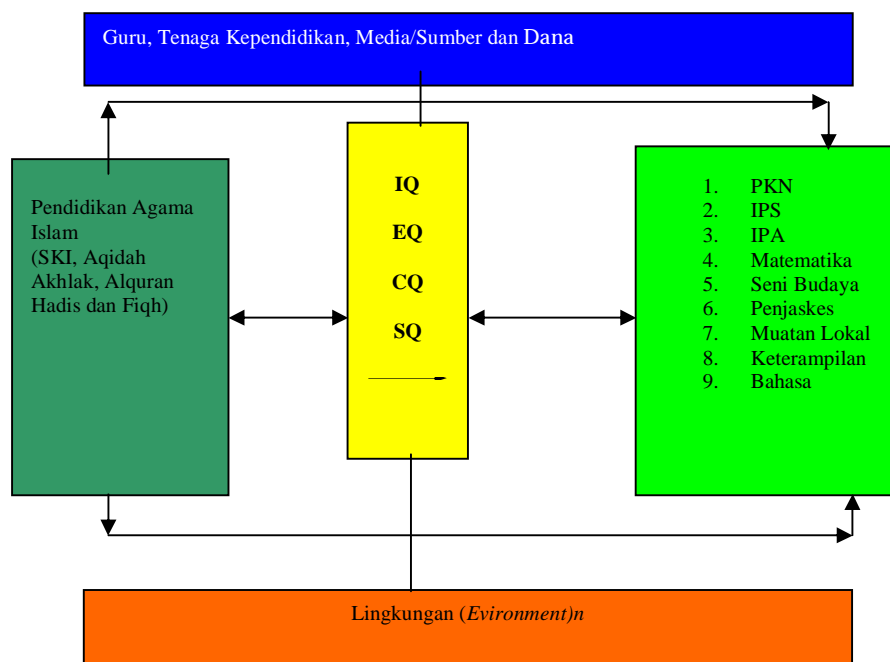 Guru, Tenaga Kependidikan, Media/Sumber dan Dana
Pendidikan Agama
Islam
(SKI, Aqidah
Akhlak, Alquran
Hadis dan Fiqh)
IQ
EQ
CQ
SQ
1. PKN
2. IPS
3. IPA
4. Matematika
5. Seni Budaya
6. Penjaskes
7. Muatan Lokal
8. Keterampilan
9. Bahasa
Lingkungan (Evironment)n